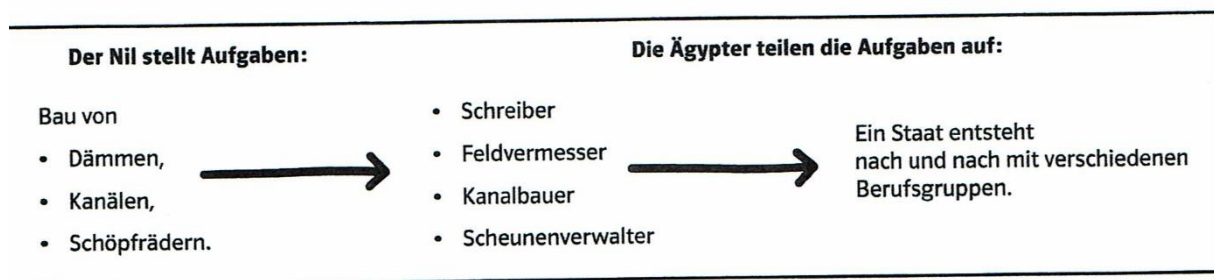 Der Nil stellt Aufgaben:
Die Ägypter teilen die Aufgaben auf:
Bau von
• Dämmen,
• Kanälen,
• Schöpfrädern.
• Schreiber
• Feldvermesser
• Kanalbauer
• Scheunenverwalter
Ein Staat entsteht
nach und nach mit verschiedenen
Berufsgruppen.